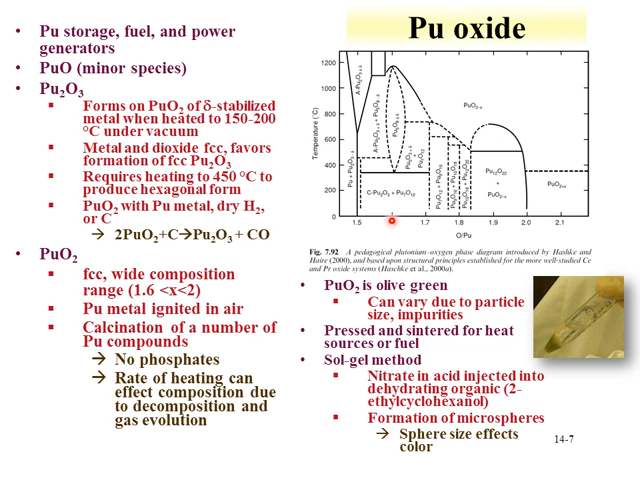 Pu oxide
• Pu storage, fuel, and power
generators
• PuO (minor species)
• Pu2O3
▪ Forms on PuO2 of δ-stabilized
metal when heated to 150-200
°C under vacuum
▪ Metal and dioxide fcc, favors
formation of fcc Pu2O3
▪ Requires heating to 450 °C to
produce hexagonal form
▪ PuO2 with Pu metal, dry H2,
or C
→ 2PuO2+C→Pu2O3 + CO
• PuO2
▪ fcc, wide composition
range (1.6 <x<2)
▪ Pu metal ignited in air
▪ Calcination of a number of
Pu compounds
→ No phosphates
→ Rate of heating can
effect composition due
to decomposition and
gas evolution
Temperature (°C)
1200
1000
800
600
400
200
0
1.5
1.6
1.7
1.8
1.9
2.0
2.1
O/Pu
PuO2-x
C-Pu2O3 + Pu7O12
Fig. 7.92 A pedagogical plutonium–oxygen phase diagram introduced by Haschke and
Haire (2000), and based upon structural principles established for the more well-studied Ce
and Pr oxide systems (Haschke et al., 2000a).
• PuO2 is olive green
▪ Can vary due to particle
size, impurities
• Pressed and sintered for heat
sources or fuel
• Sol-gel method
▪ Nitrate in acid injected into
dehydrating organic (2-
ethylcyclohexanol)
▪ Formation of microspheres
→ Sphere size effects
color
14-7